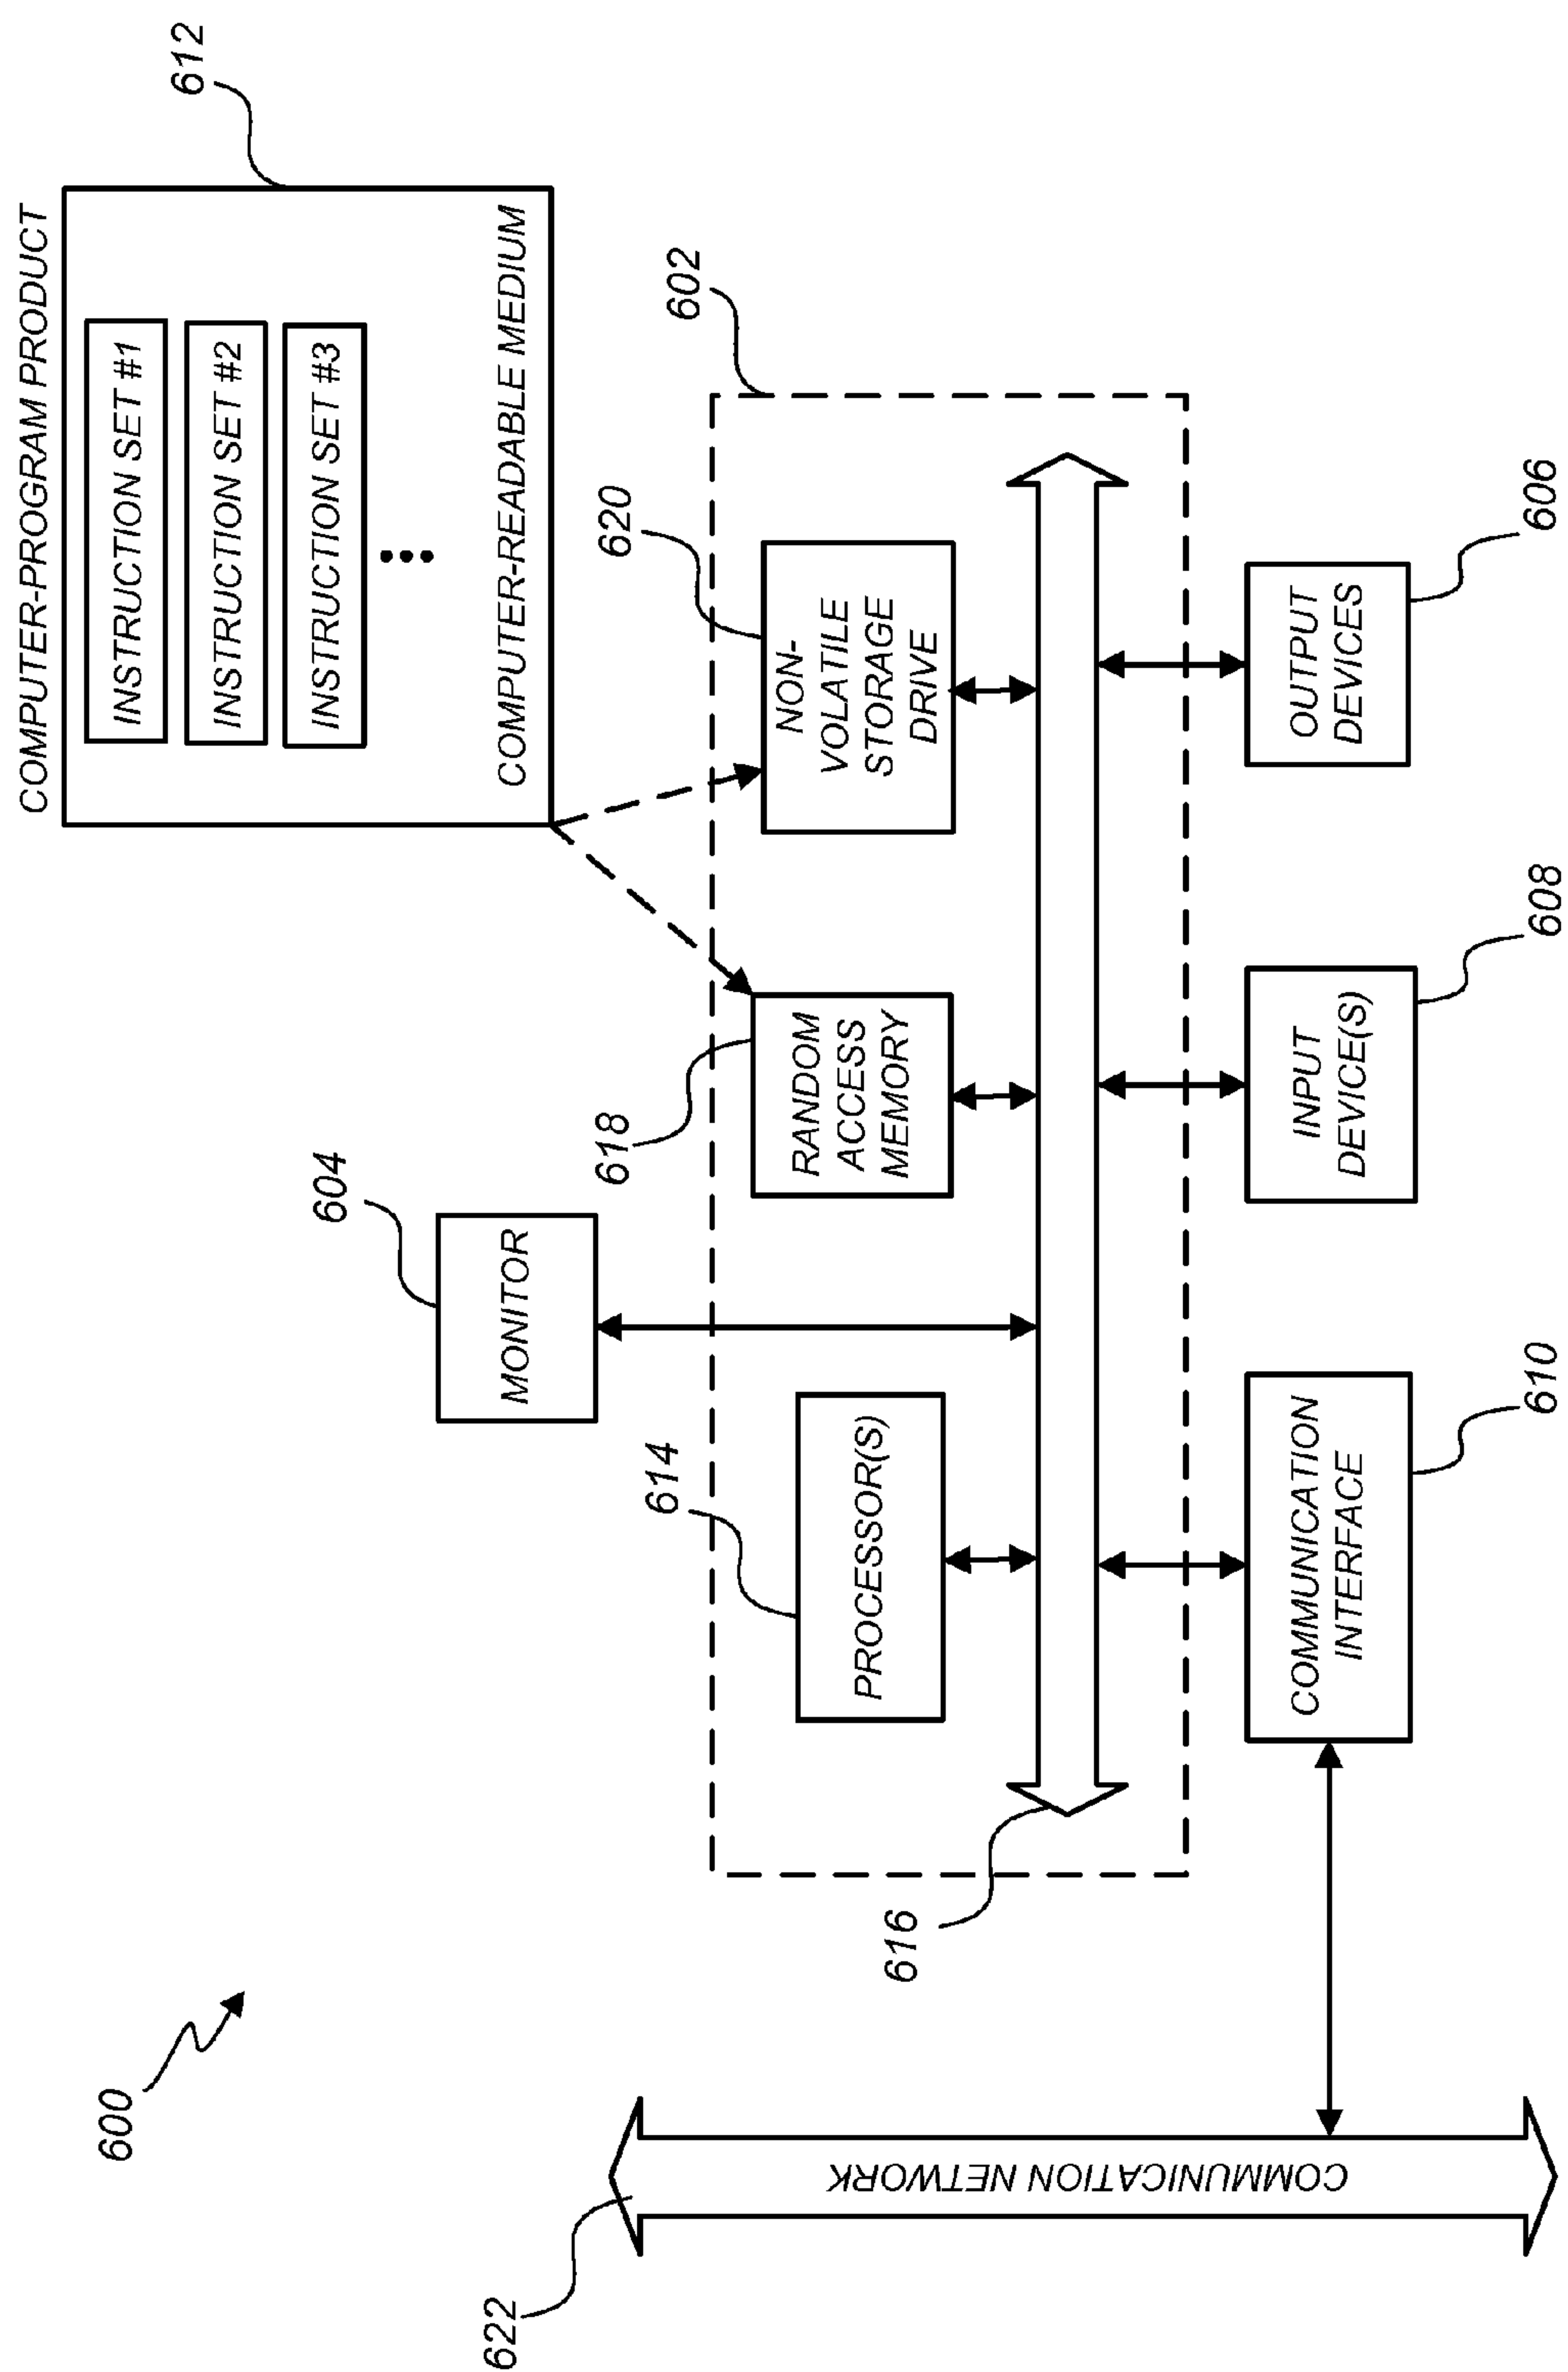 COMPUTER-PROGRAM PRODUCT
612
INSTRUCTION SET #1
INSTRUCTION SET #2
INSTRUCTION SET #3
COMPUTER-READABLE MEDIUM
600
604
MONITOR
602
614
PROCESSOR(S)
618
RANDOM
ACCESS
MEMORY
620
NON-
VOLATILE
STORAGE
DRIVE
616
622
COMMUNICATION NETWORK
COMMUNICATION
INTERFACE
610
INPUT
DEVICE(S)
608
OUTPUT
DEVICES
606